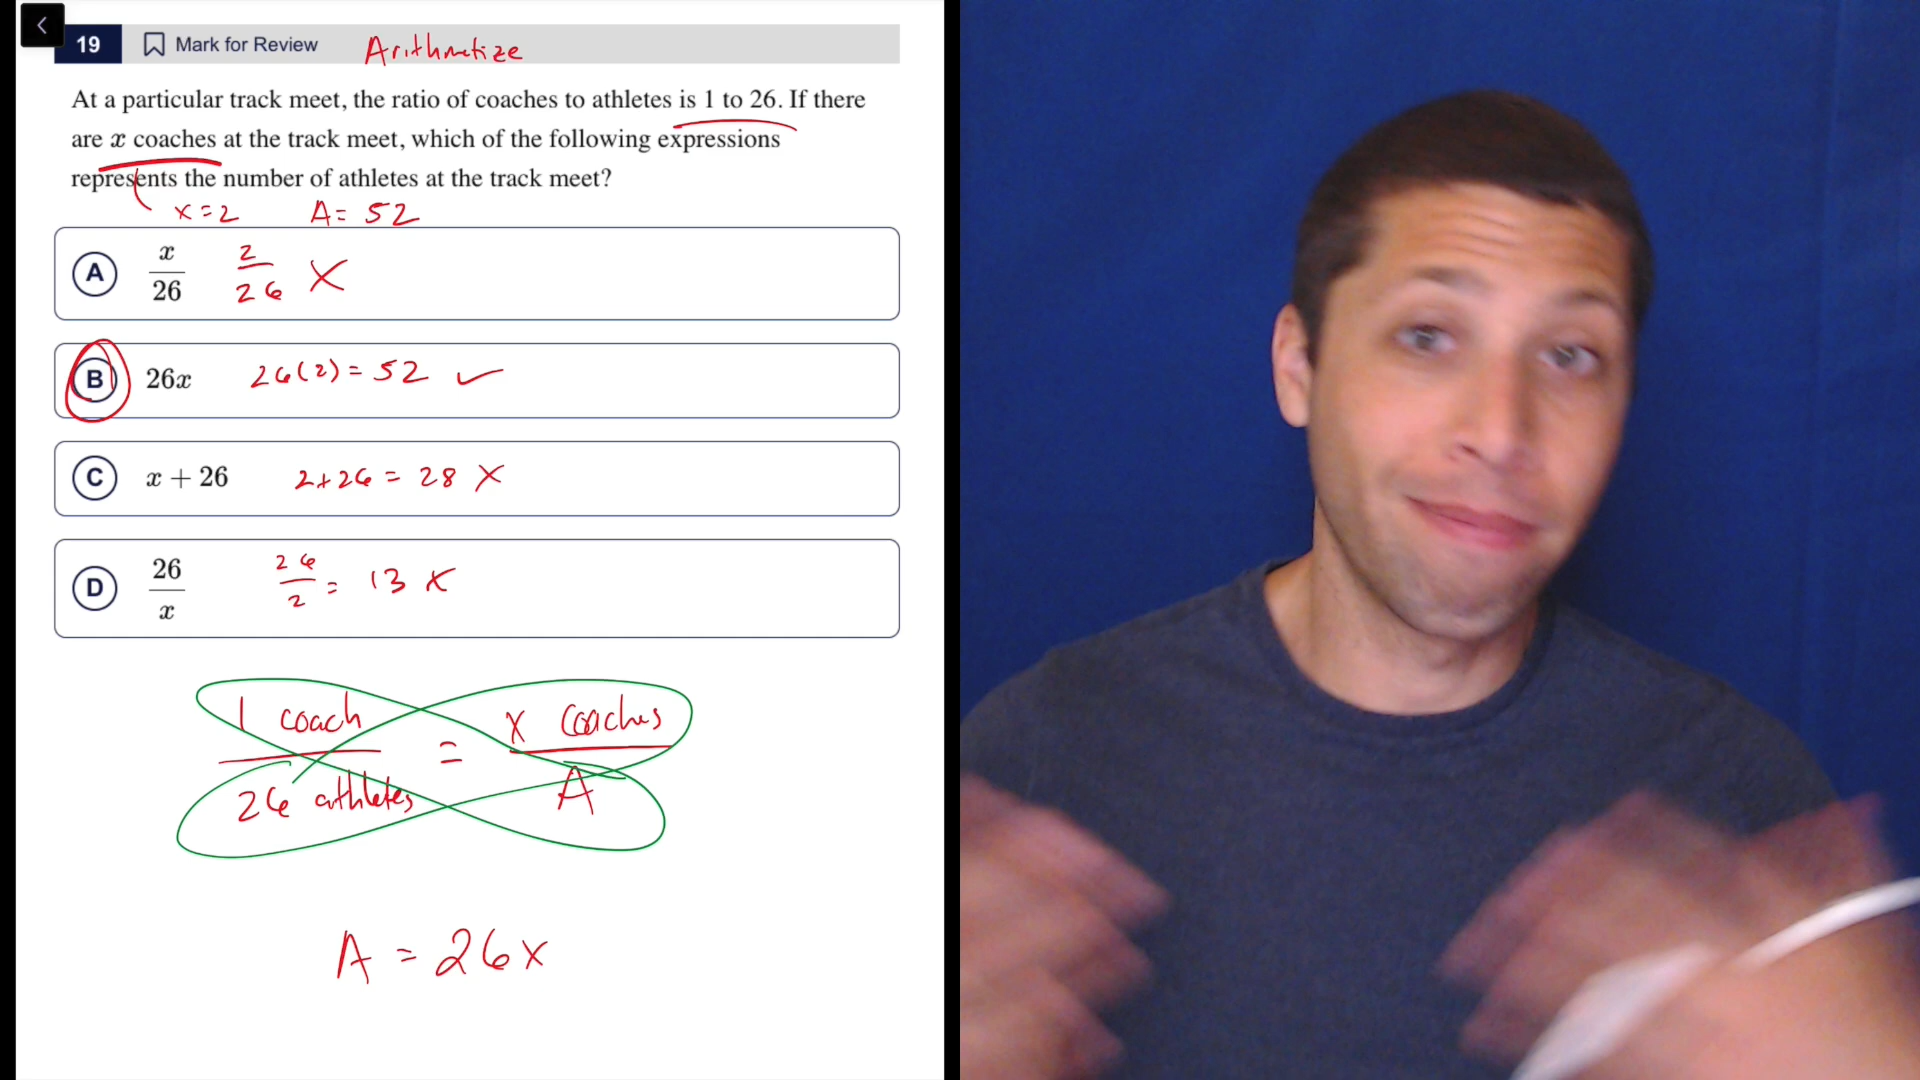 19 Mark for Review Arithmetize
At a particular track meet, the ratio of coaches to athletes is 1 to 26. If there
are x coaches at the track meet, which of the following expressions
represents the number of athletes at the track meet?
x = 2 A = 52
A x/26 2/26 X
B 26x 26(2) = 52 ✓
C x + 26 2+26 = 28 X
D 26/x 26/2 = 13 X
1 coach = x coaches
26 athletes A
A = 26x